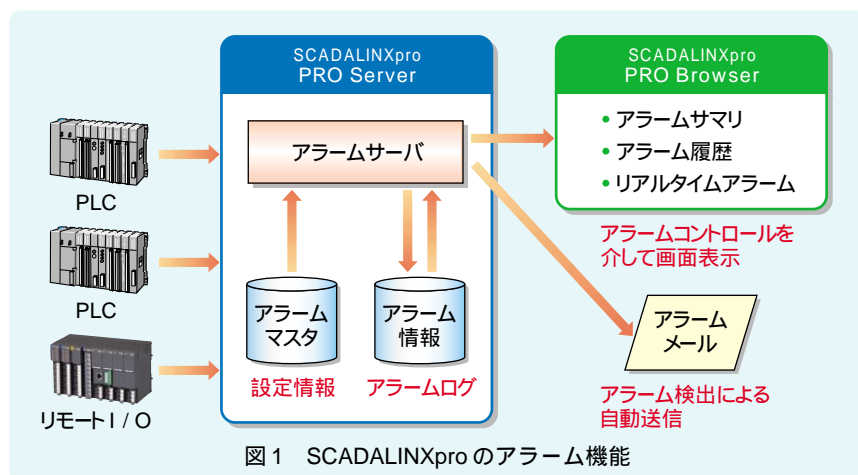 SCADALINXpro
PRO Server
SCADALINXpro
PRO Browser
・アラームサマリ
・アラーム履歴
・リアルタイムアラーム
アラームサーバ
PLC
PLC
リモートI / O
アラーム
マスタ
設定情報
アラーム
情報
アラームログ
アラームコントロールを
介して画面表示
アラーム
メール
アラーム検出による
自動送信
図1 SCADALINXproのアラーム機能